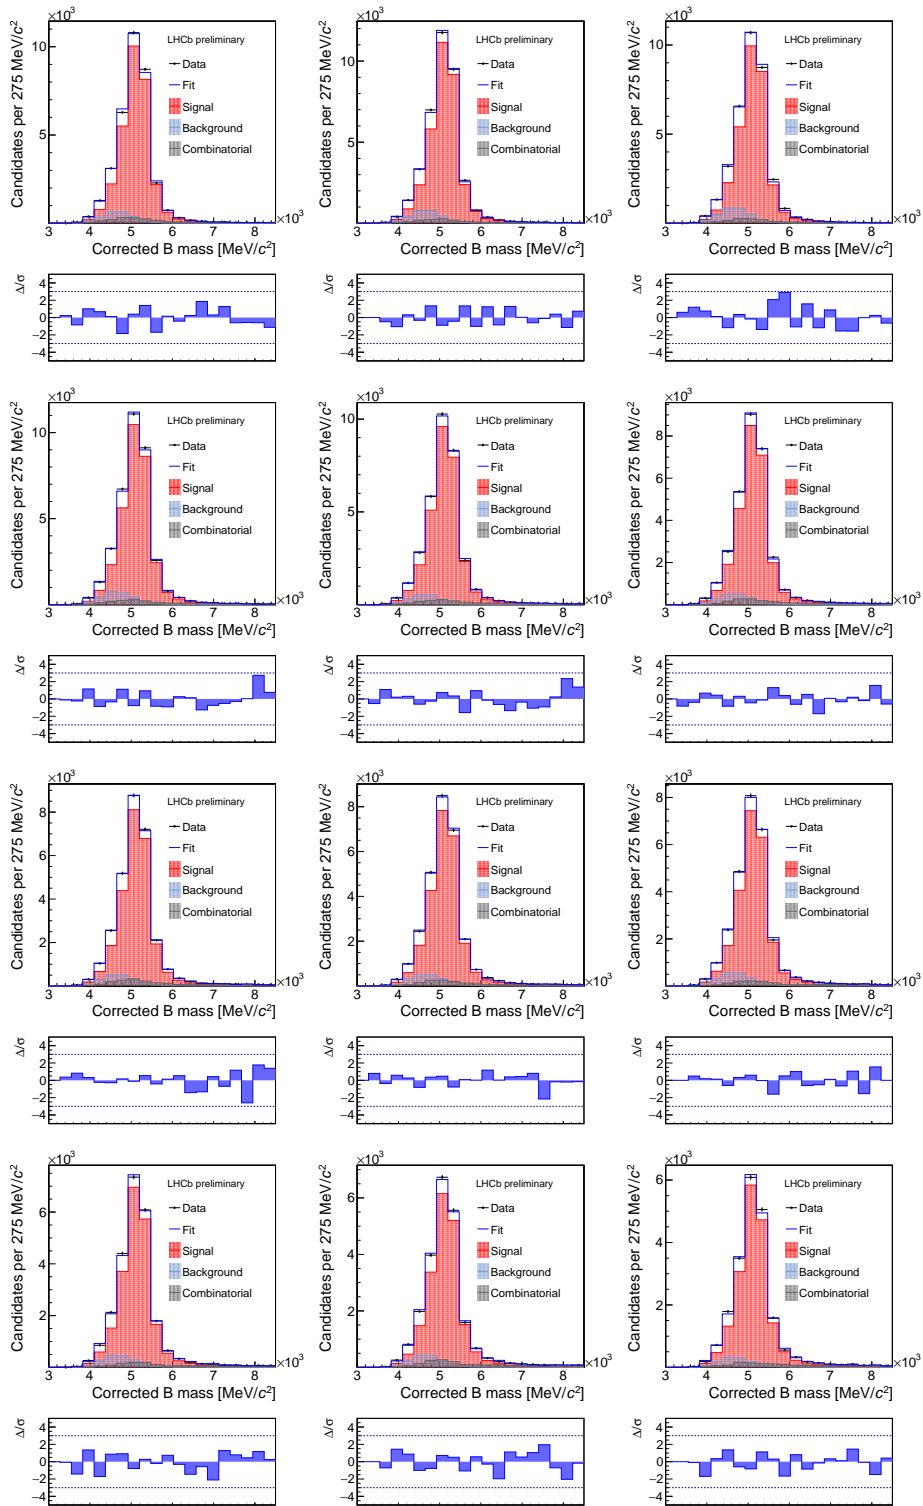 ×10³ ×10³ ×10³
Candidates per 275 MeV/c² Candidates per 275 MeV/c² Candidates per 275 MeV/c²
LHCb preliminary LHCb preliminary LHCb preliminary
Data Data Data
Fit Fit Fit
Signal Signal Signal
Background Background Background
Combinatorial Combinatorial Combinatorial
10 10 10
5 5 5
3 4 5 6 7 8 ×10³ 3 4 5 6 7 8 ×10³ 3 4 5 6 7 8 ×10³
Corrected B mass [MeV/c²] Corrected B mass [MeV/c²] Corrected B mass [MeV/c²]
Δ/σ Δ/σ Δ/σ
4 4 4
2 2 2
0 0 0
−2 −2 −2
−4 −4 −4
×10³ ×10³ ×10³
Candidates per 275 MeV/c² Candidates per 275 MeV/c² Candidates per 275 MeV/c²
LHCb preliminary LHCb preliminary LHCb preliminary
Data Data Data
Fit Fit Fit
Signal Signal Signal
Background Background Background
Combinatorial Combinatorial Combinatorial
10 10 8
5 5 6
4
2
3 4 5 6 7 8 ×10³ 3 4 5 6 7 8 ×10³ 3 4 5 6 7 8 ×10³
Corrected B mass [MeV/c²] Corrected B mass [MeV/c²] Corrected B mass [MeV/c²]
Δ/σ Δ/σ Δ/σ
4 4 4
2 2 2
0 0 0
−2 −2 −2
−4 −4 −4
×10³ ×10³ ×10³
Candidates per 275 MeV/c² Candidates per 275 MeV/c² Candidates per 275 MeV/c²
LHCb preliminary LHCb preliminary LHCb preliminary
Data Data Data
Fit Fit Fit
Signal Signal Signal
Background Background Background
Combinatorial Combinatorial Combinatorial
8 8 8
6 6 6
4 4 4
2 2 2
3 4 5 6 7 8 ×10³ 3 4 5 6 7 8 ×10³ 3 4 5 6 7 8 ×10³
Corrected B mass [MeV/c²] Corrected B mass [MeV/c²] Corrected B mass [MeV/c²]
Δ/σ Δ/σ Δ/σ
4 4 4
2 2 2
0 0 0
−2 −2 −2
−4 −4 −4
×10³ ×10³ ×10³
Candidates per 275 MeV/c² Candidates per 275 MeV/c² Candidates per 275 MeV/c²
LHCb preliminary LHCb preliminary LHCb preliminary
Data Data Data
Fit Fit Fit
Signal Signal Signal
Background Background Background
Combinatorial Combinatorial Combinatorial
6 6 6
4 4 4
2 2 2
3 4 5 6 7 8 ×10³ 3 4 5 6 7 8 ×10³ 3 4 5 6 7 8 ×10³
Corrected B mass [MeV/c²] Corrected B mass [MeV/c²] Corrected B mass [MeV/c²]
Δ/σ Δ/σ Δ/σ
4 4 4
2 2 2
0 0 0
−2 −2 −2
−4 −4 −4